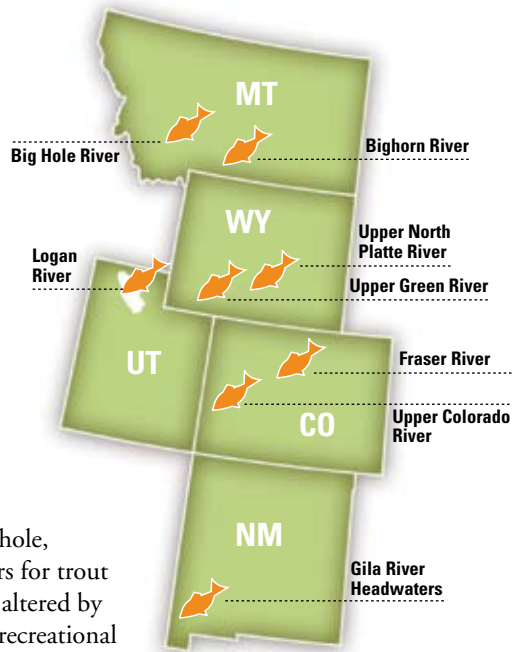 MT
Big Hole River
Bighorn River
WY
Upper North
Platte River
Logan
River
Upper Green River
UT
Fraser River
CO
Upper Colorado
River
NM
Gila River
Headwaters
hole,
rs for trout
altered by
recreational